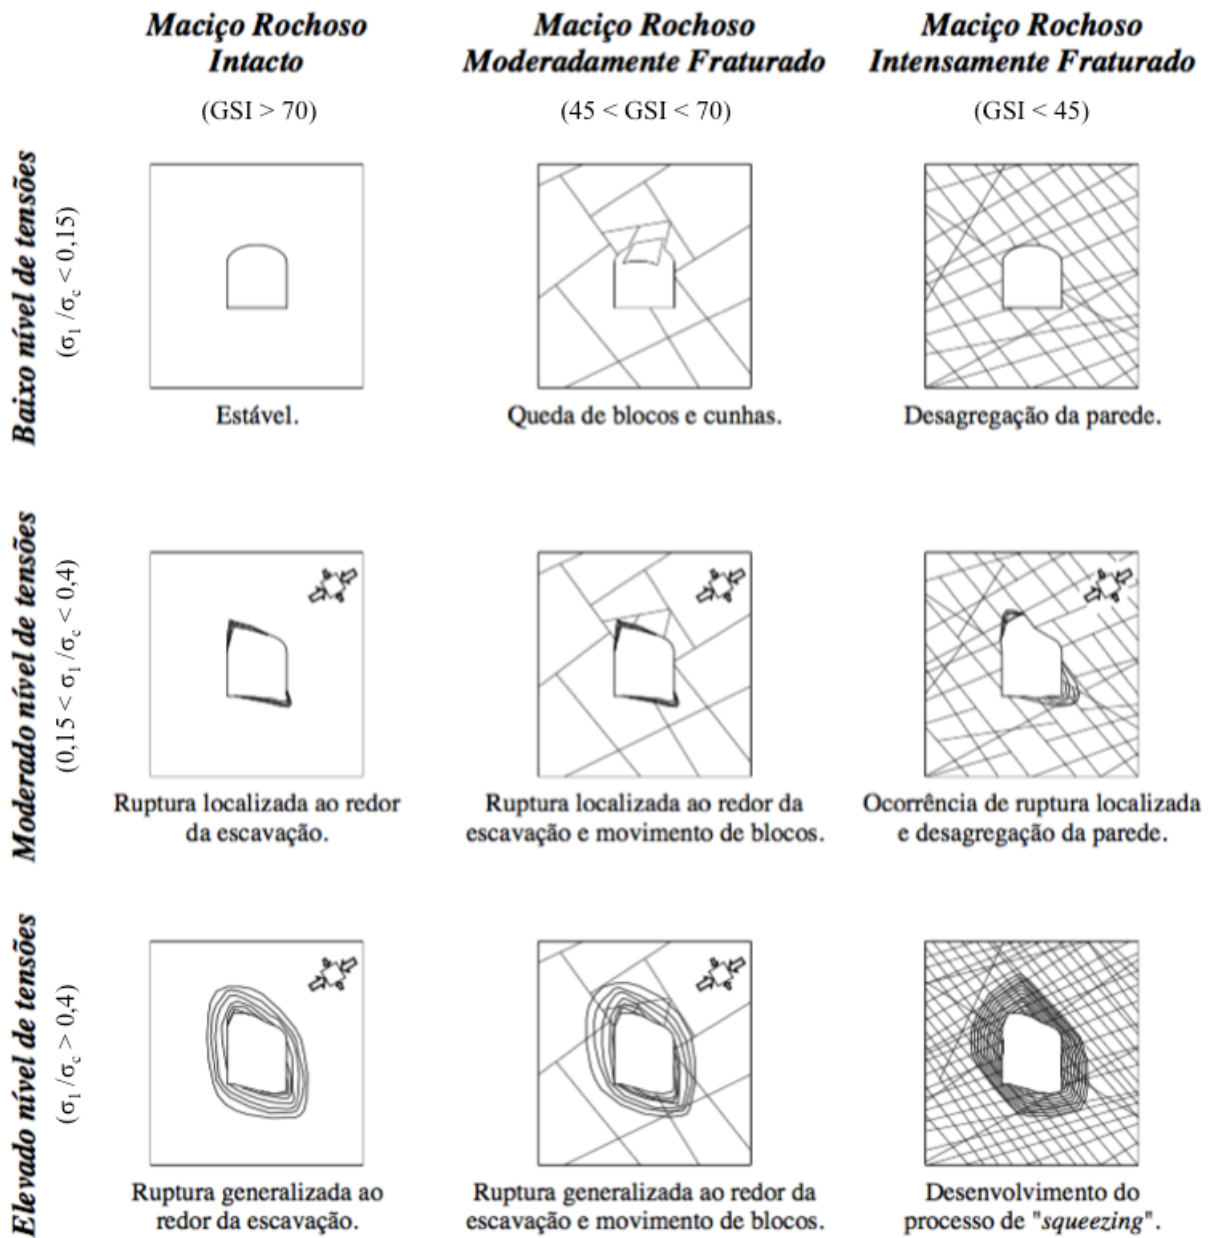 Maciço Rochoso
Intacto
(GSI > 70)
Maciço Rochoso
Moderadamente Fraturado
(45 < GSI < 70)
Maciço Rochoso
Intensamente Fraturado
(GSI < 45)
Baixo nível de tensões
(σ₁ /σc < 0,15)
Estável.
Queda de blocos e cunhas.
Desagregação da parede.
Moderado nível de tensões
(0,15 < σ₁ /σc < 0,4)
Ruptura localizada ao redor
da escavação.
Ruptura localizada ao redor da
escavação e movimento de blocos.
Ocorrência de ruptura localizada
e desagregação da parede.
Elevado nível de tensões
(σ₁ /σc > 0,4)
Ruptura generalizada ao
redor da escavação.
Ruptura generalizada ao redor da
escavação e movimento de blocos.
Desenvolvimento do
processo de "squeezing".